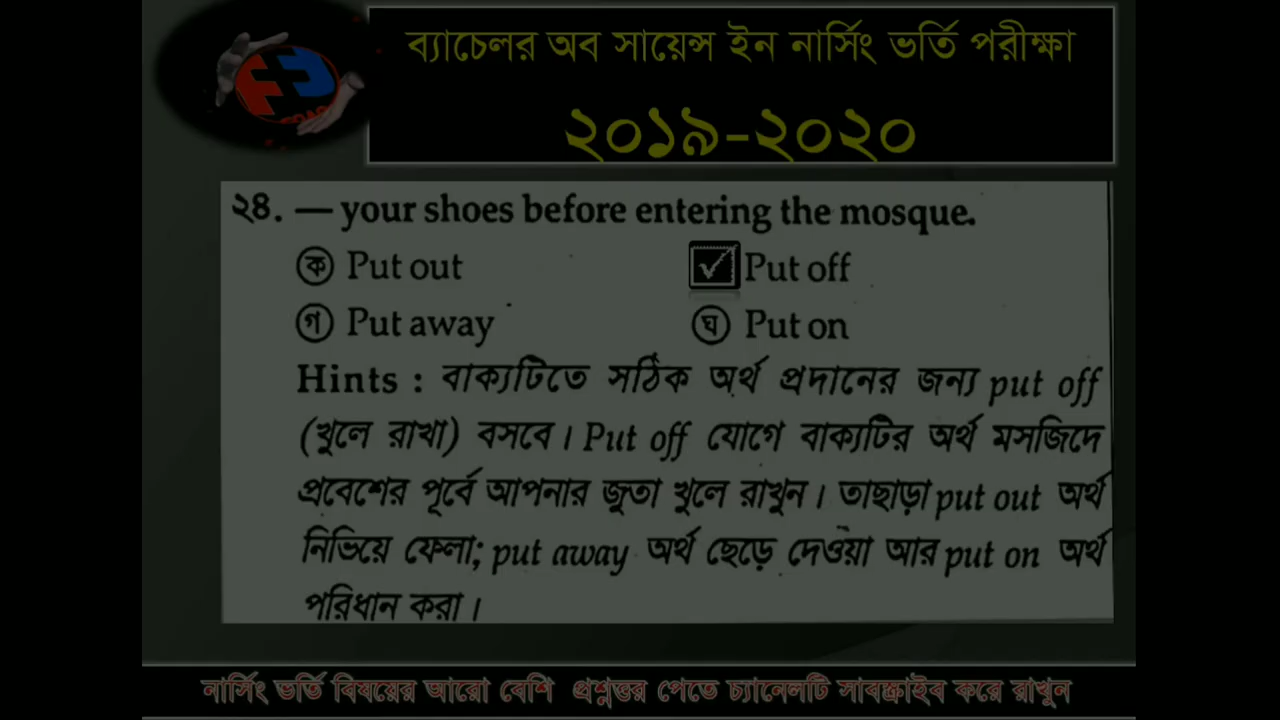 ব্যাচেলর অব সায়েন্স ইন নার্সিং ভর্তি পরীক্ষা
২০১৯-২০২০
২৪. — your shoes before entering the mosque.
ক Put out ✓ Put off
গ Put away ঘ Put on
Hints : বাক্যটিতে সঠিক অর্থ প্রদানের জন্য put off
(খুলে রাখা) বসবে। Put off যোগে বাক্যটির অর্থ মসজিদে
প্রবেশের পূর্বে আপনার জুতা খুলে রাখুন। তাছাড়া put out অর্থ
নিভিয়ে ফেলা; put away অর্থ ছেড়ে দেওয়া আর put on অর্থ
পরিধান করা।
নার্সিং ভর্তি বিষয়ের আরো বেশি প্রশ্নত্তর পেতে চ্যানেলটি সাবস্ক্রাইব করে রাখুন